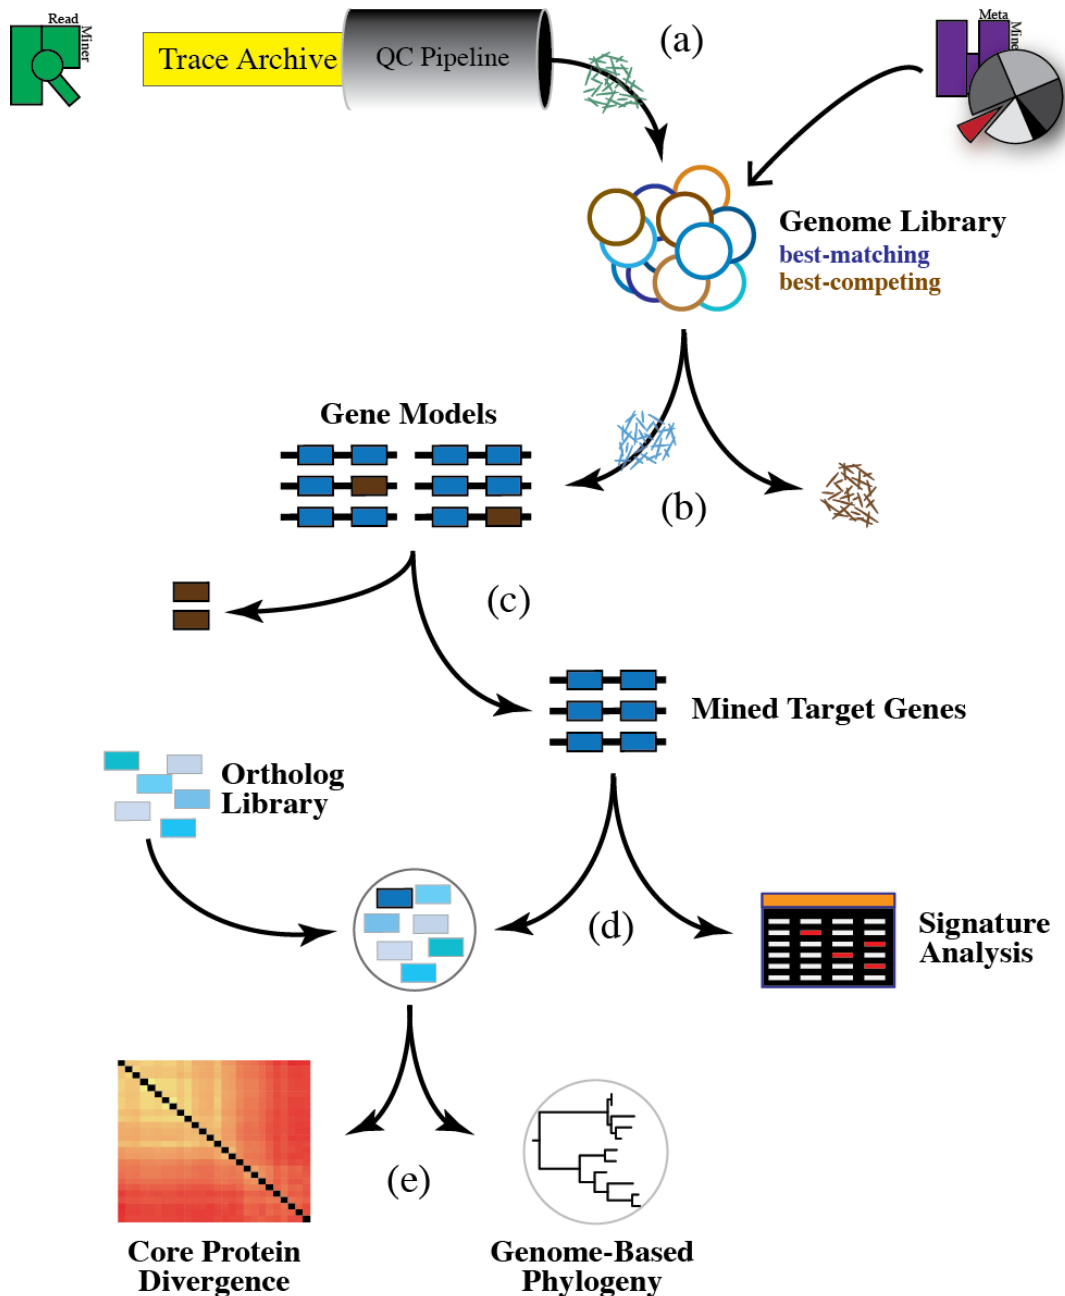 Read
Miner
Trace Archive
QC Pipeline
(a)
Meta
Genome Library
best-matching
best-competing
Gene Models
(b)
(c)
Mined Target Genes
Ortholog
Library
(d)
Signature
Analysis
(e)
Core Protein
Divergence
Genome-Based
Phylogeny